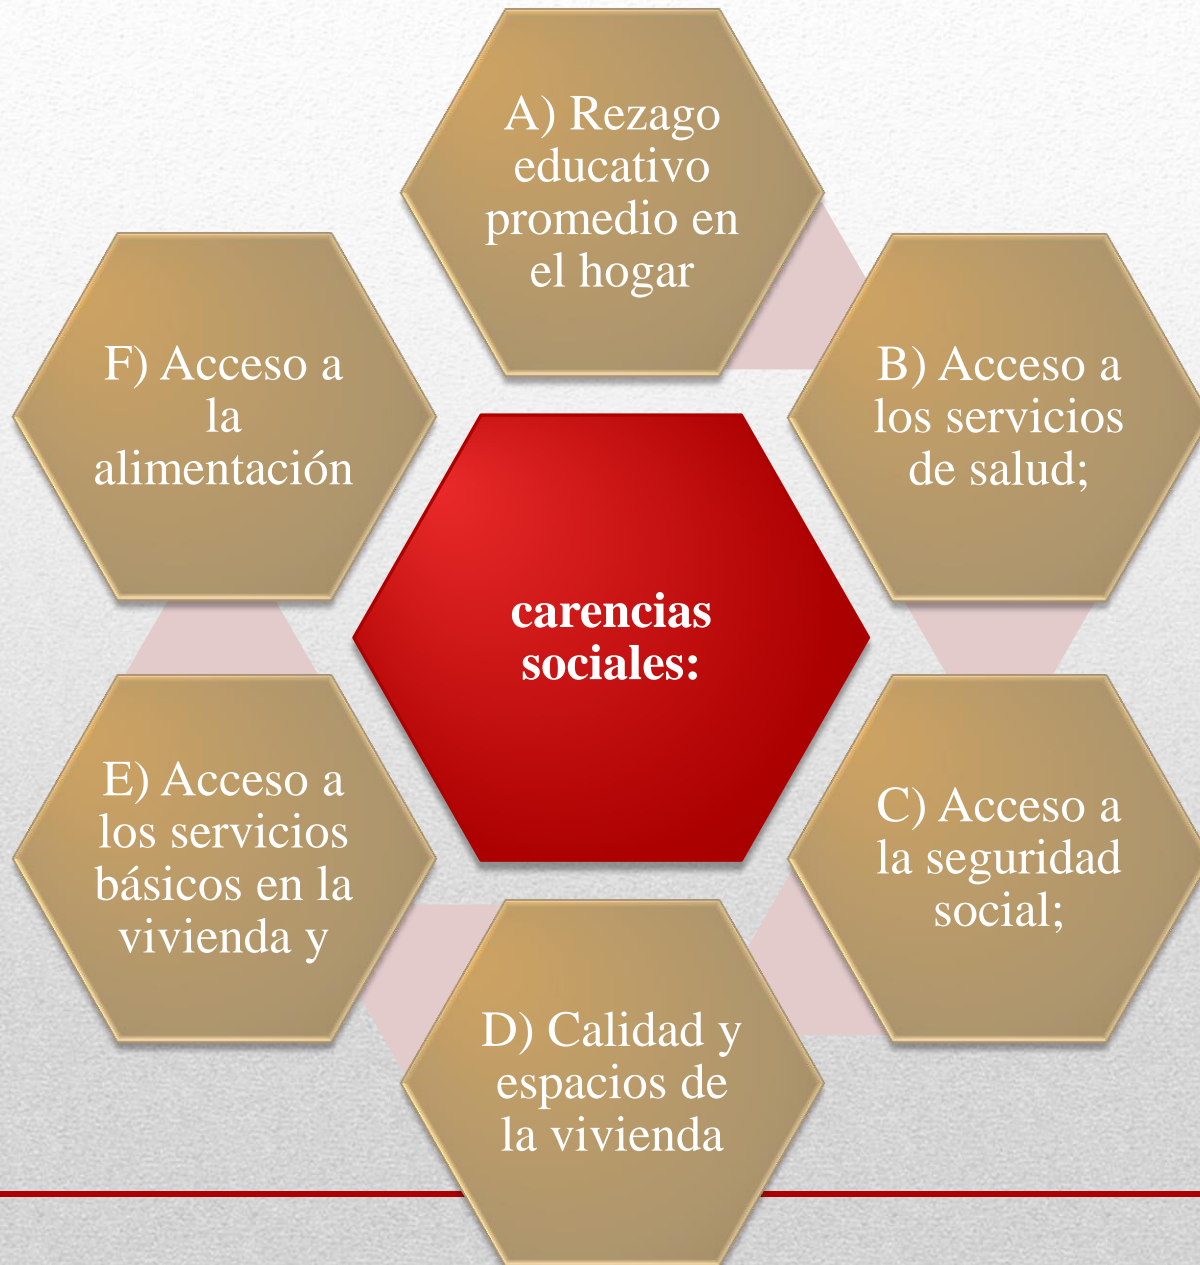 A) Rezago
educativo
promedio en
el hogar
B) Acceso a
los servicios
de salud;
C) Acceso a
la seguridad
social;
D) Calidad y
espacios de
la vivienda
E) Acceso a
los servicios
básicos en la
vivienda y
F) Acceso a
la
alimentación
carencias
sociales: